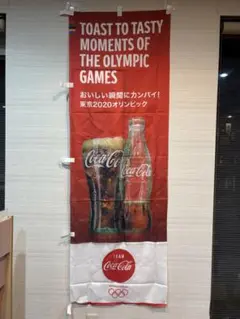 TOAST TO TASTY
MOMENTS OF
THE OLYMPIC
GAMES
おいしい瞬間にカンパイ!
東京2020オリンピック
Coca-Cola
Coca-Cola
TEAM
Coca-Cola